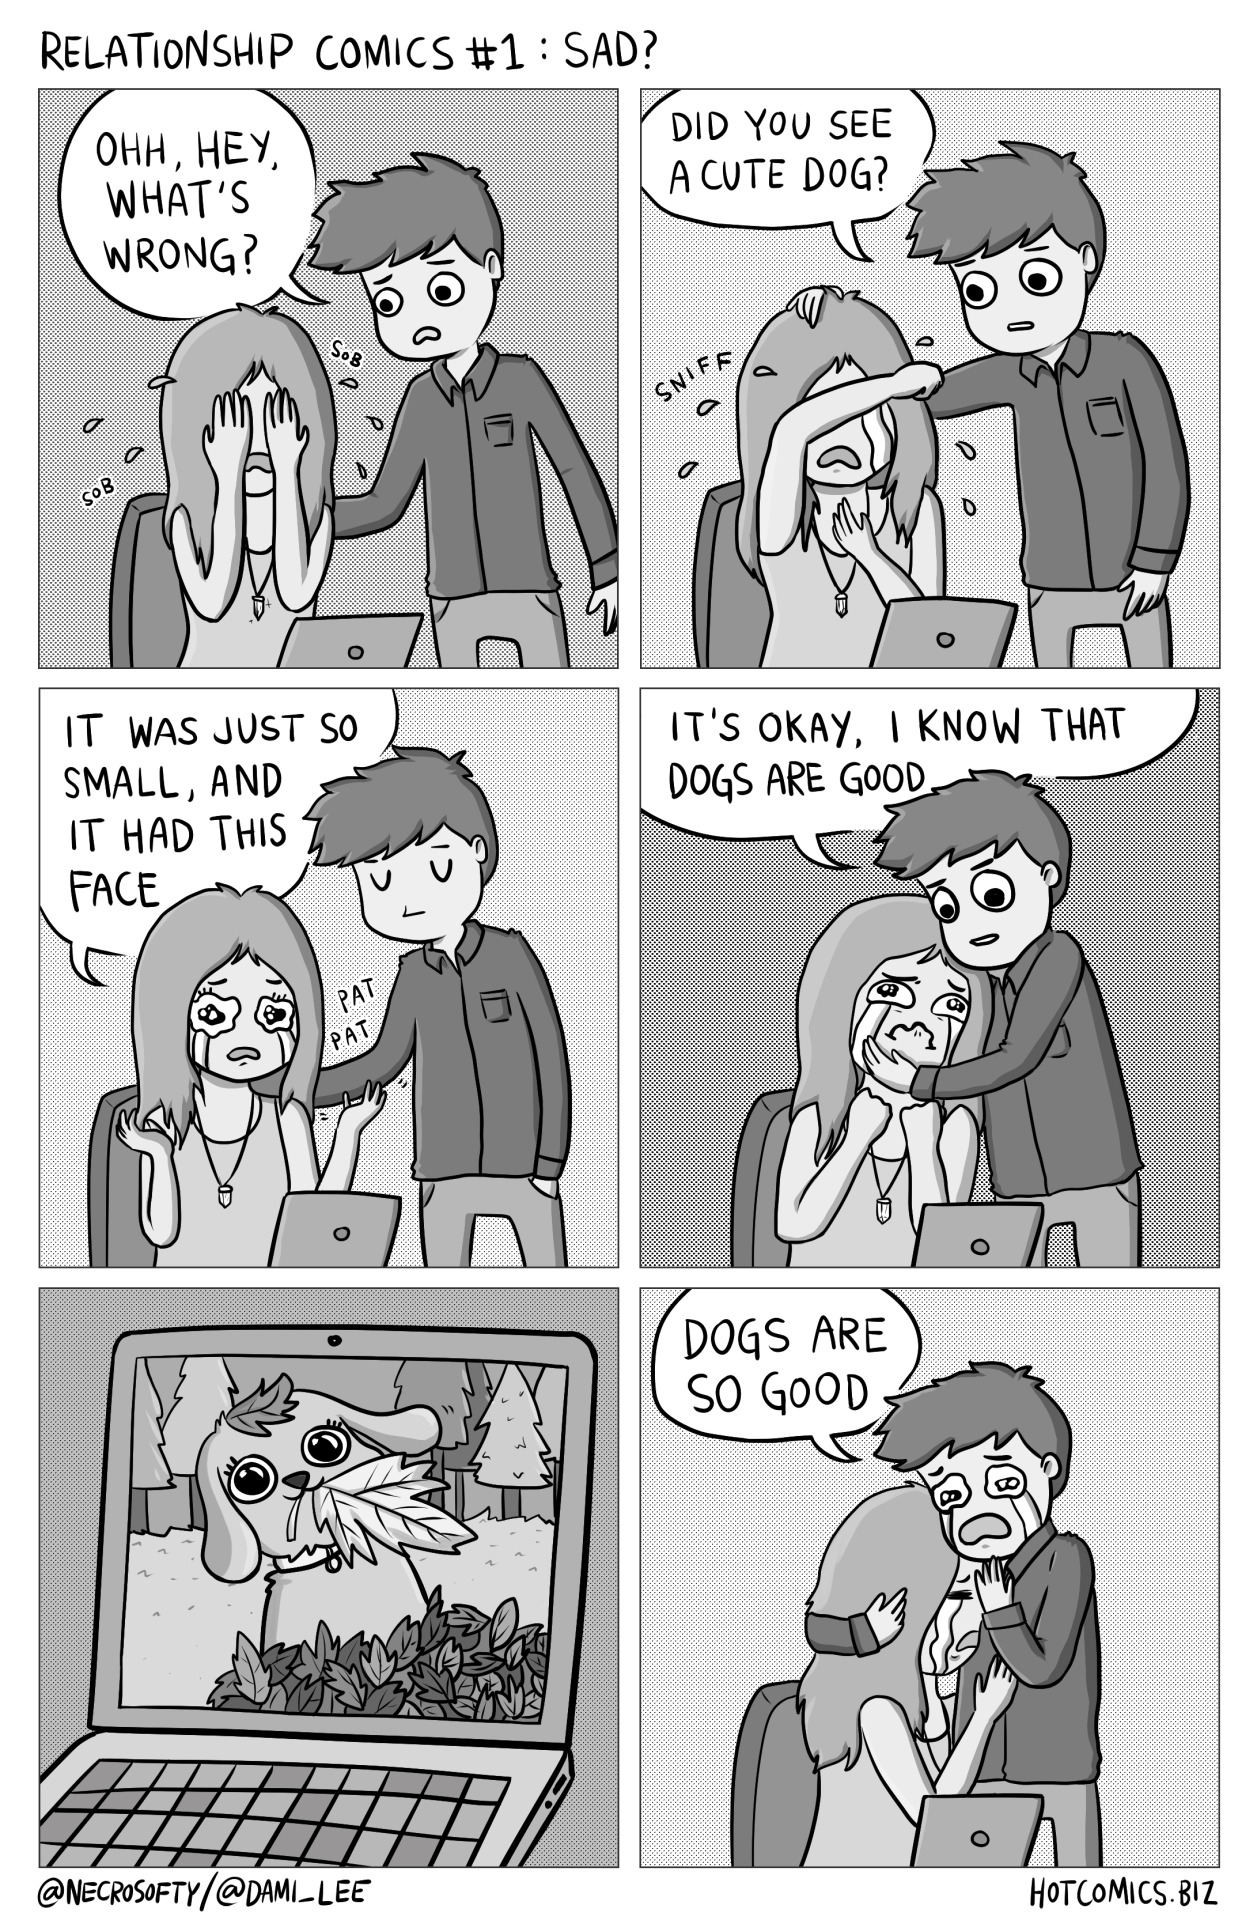 RELATIONSHIP COMICS #1 : SAD?
OHH, HEY,
WHAT'S
WRONG?
SOB
SOB
DID YOU SEE
A CUTE DOG?
SNIFF
IT WAS JUST SO
SMALL, AND
IT HAD THIS
FACE
PAT
PAT
IT'S OKAY, I KNOW THAT
DOGS ARE GOOD
DOGS ARE
SO GOOD
@NECROSOFTY/@DAMI_LEE
HOTCOMICS.BIZ